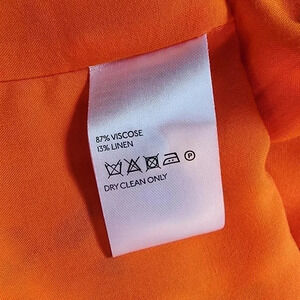 87% VISCOSE
13% LINEN
P
DRY CLEAN ONLY